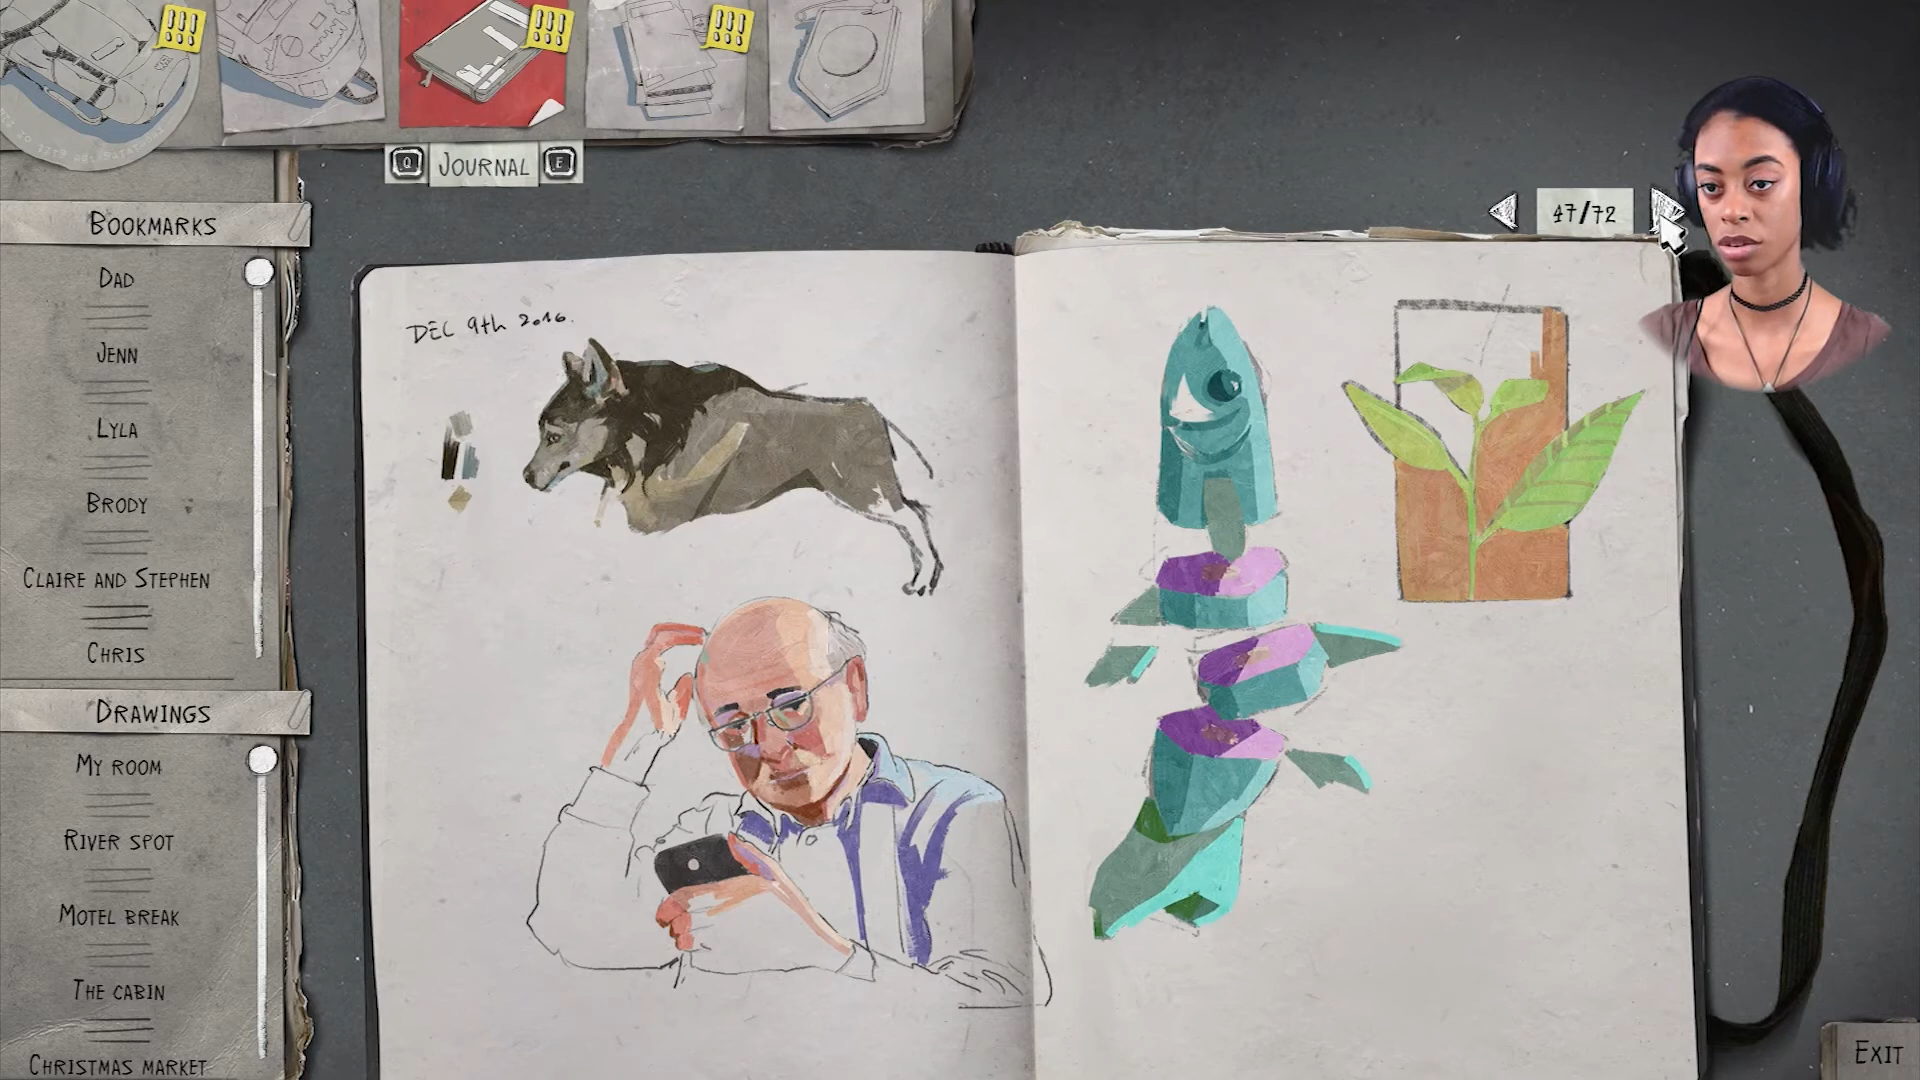 !!!
!!!
!!!
Q
JOURNAL
E
47/72
BOOKMARKS
DAD
JENN
LYLA
BRODY
CLAIRE AND STEPHEN
CHRIS
DRAWINGS
MY ROOM
RIVER SPOT
MOTEL BREAK
THE CABIN
CHRISTMAS MARKET
DEC 9th 2016.
EXIT